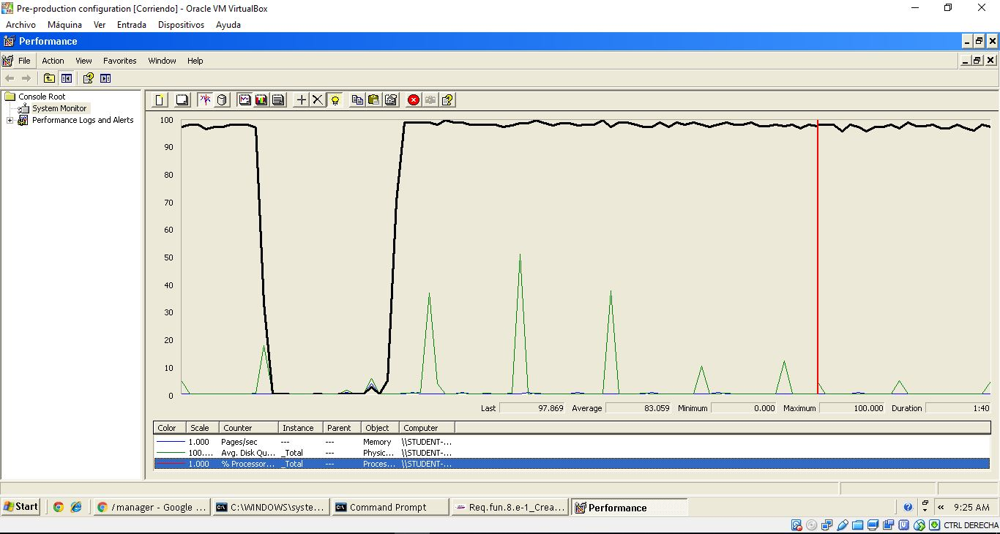 Pre-production configuration [Corriendo] - Oracle VM VirtualBox
Archivo Máquina Ver Entrada Dispositivos Ayuda
Performance
File Action View Favorites Window Help
Console Root
System Monitor
Performance Logs and Alerts
100
90
80
70
60
50
40
30
20
10
0
Last 97.869 Average 83.059 Minimum 0.000 Maximum 100.000 Duration 1:40
Color Scale Counter Instance Parent Object Computer
1.000 Pages/sec --- --- Memory \\STUDENT-...
100.... Avg. Disk Qu... _Total --- Physic... \\STUDENT-...
1.000 % Processor... _Total --- Proces... \\STUDENT-...
Start /manager - Google ... C:\WINDOWS\syste... Command Prompt Req.fun.8.e-1_Crea... Performance « 9:25 AM
CTRL DERECHA